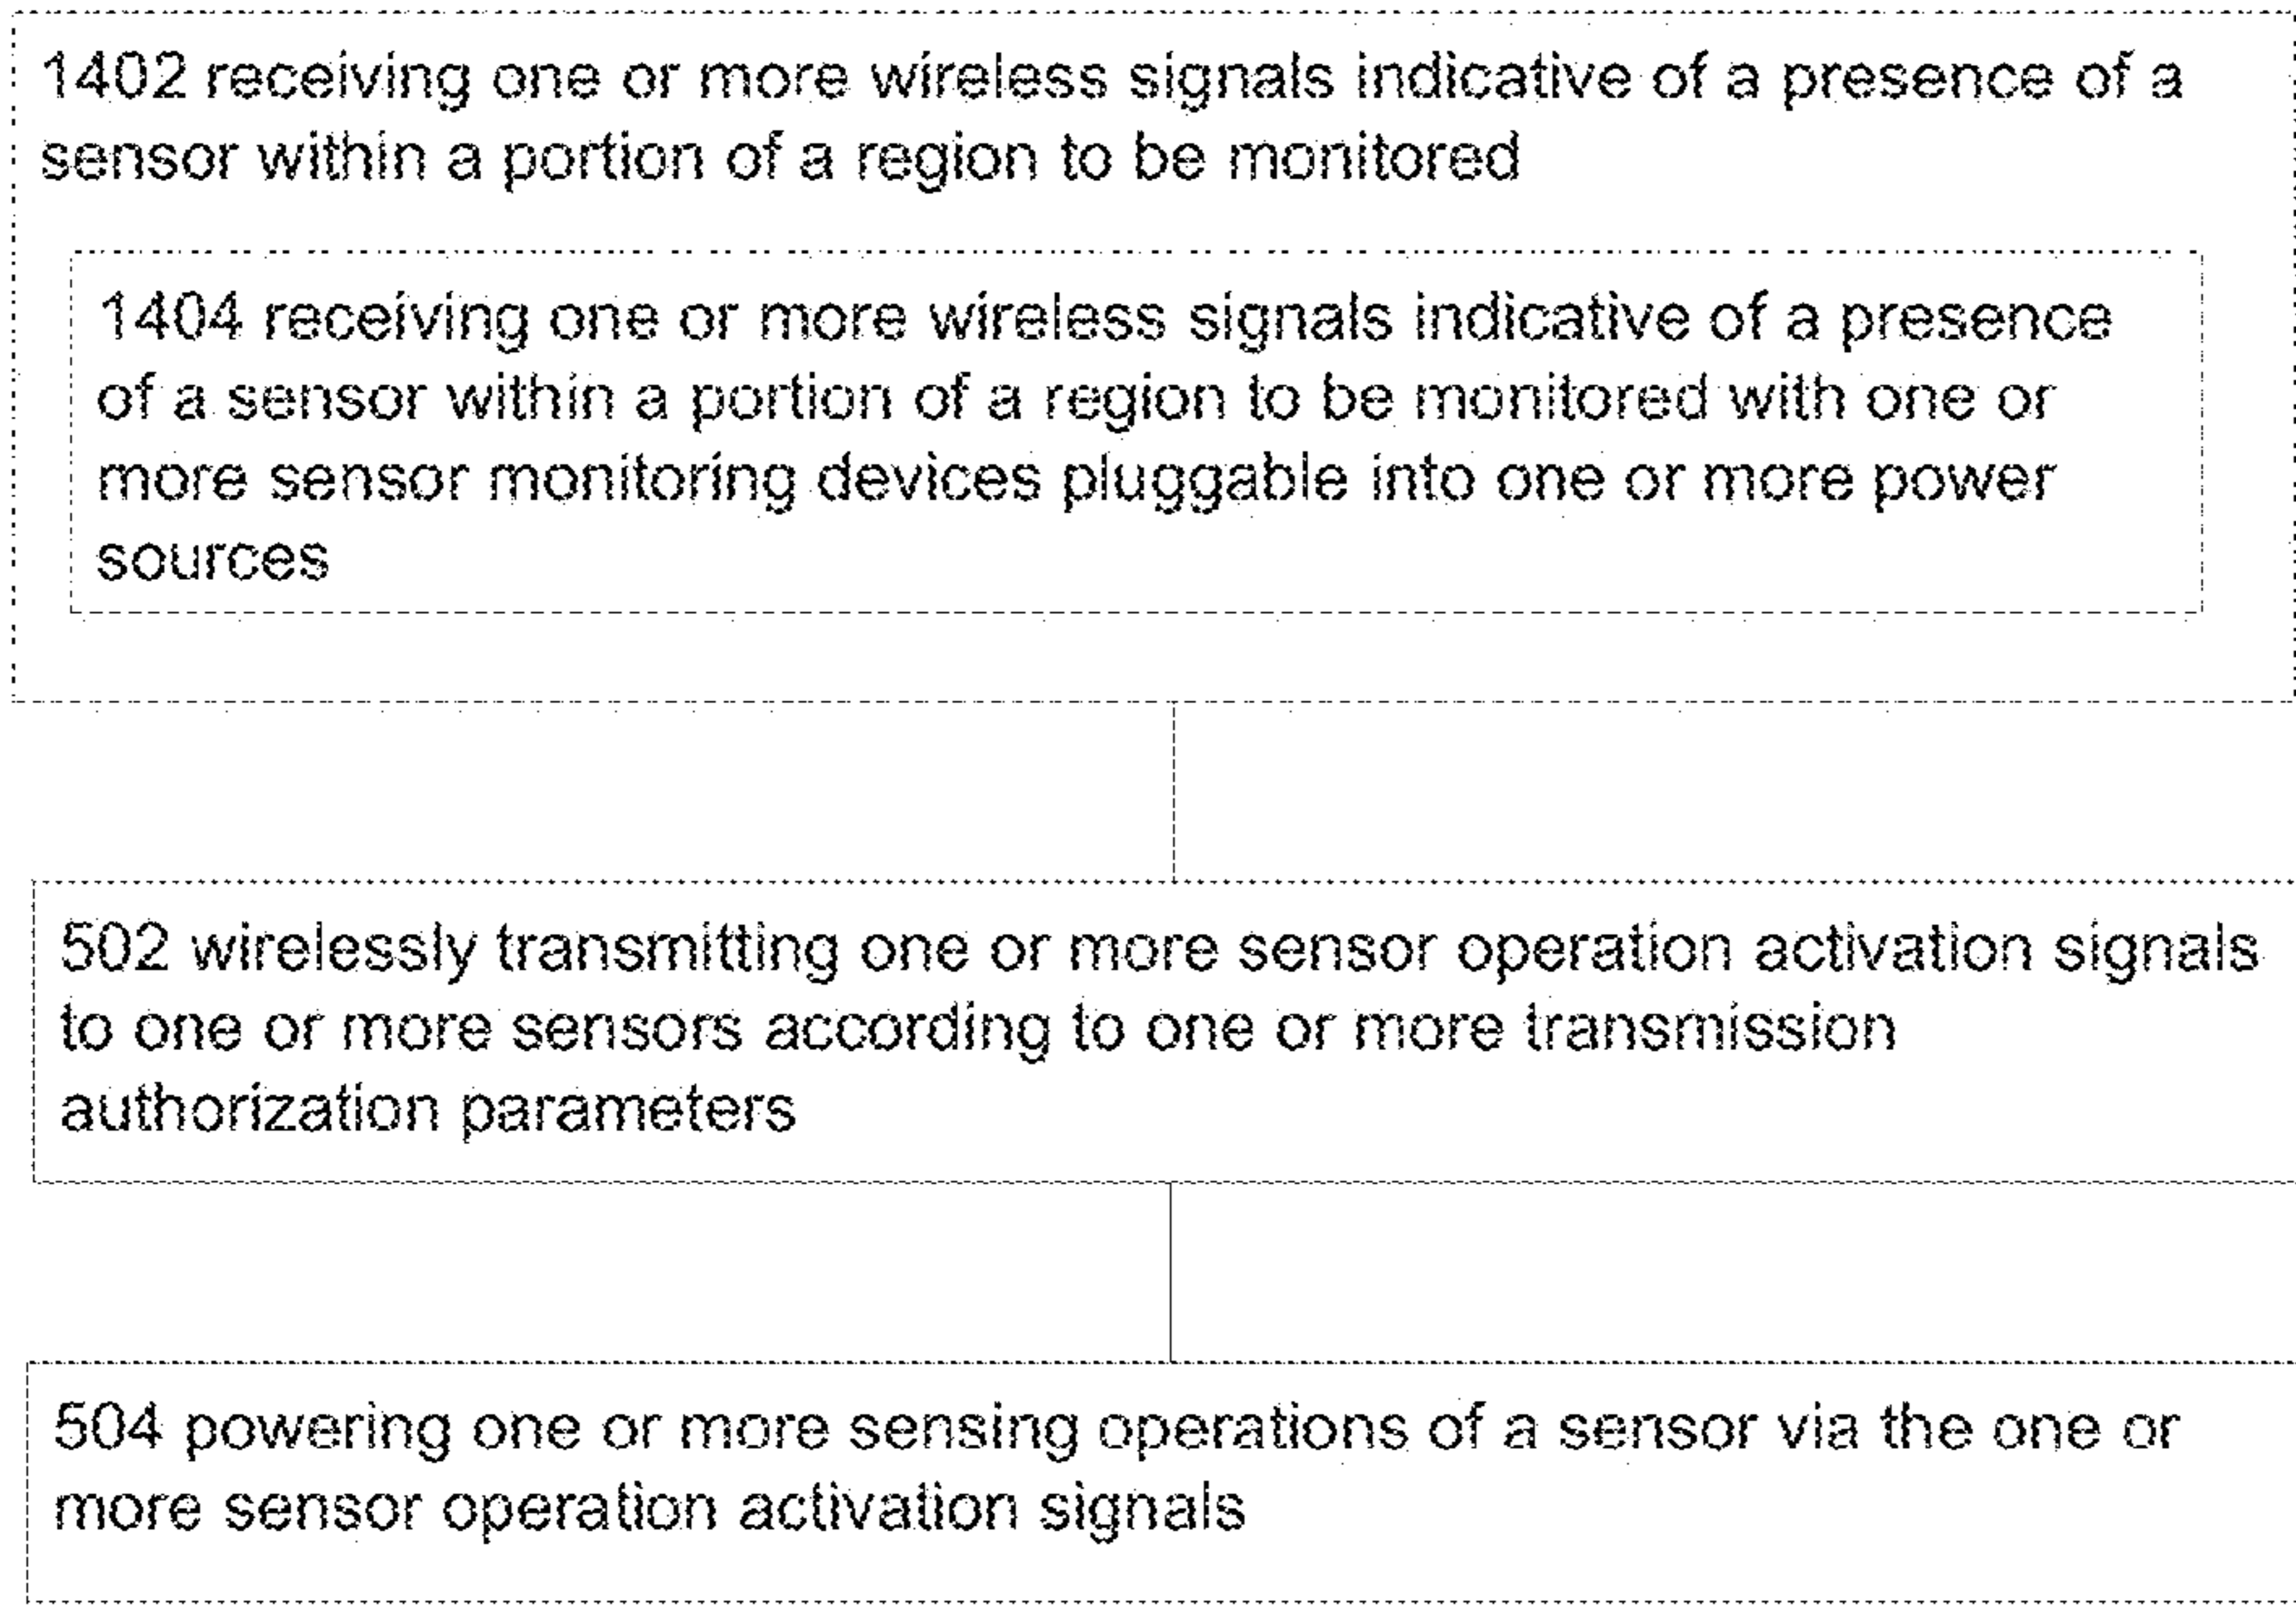 1402 receiving one or more wireless signals indicative of a presence of a
sensor within a portion of a region to be monitored
1404 receiving one or more wireless signals indicative of a presence
of a sensor within a portion of a region to be monitored with one or
more sensor monitoring devices pluggable into one or more power
sources
502 wirelessly transmitting one or more sensor operation activation signals
to one or more sensors according to one or more transmission
authorization parameters
504 powering one or more sensing operations of a sensor via the one or
more sensor operation activation signals